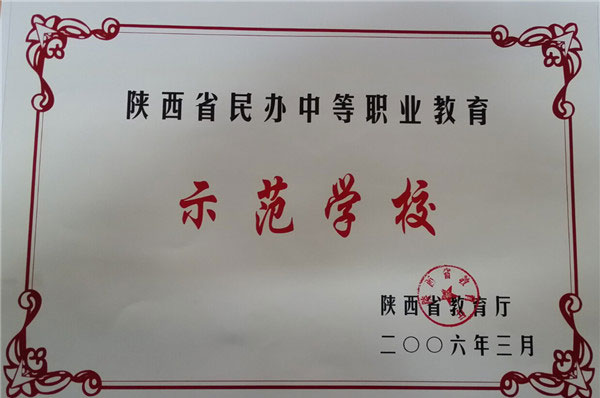 陕西省民办中等职业教育
示范学校
陕西省教育厅
二〇〇六年三月